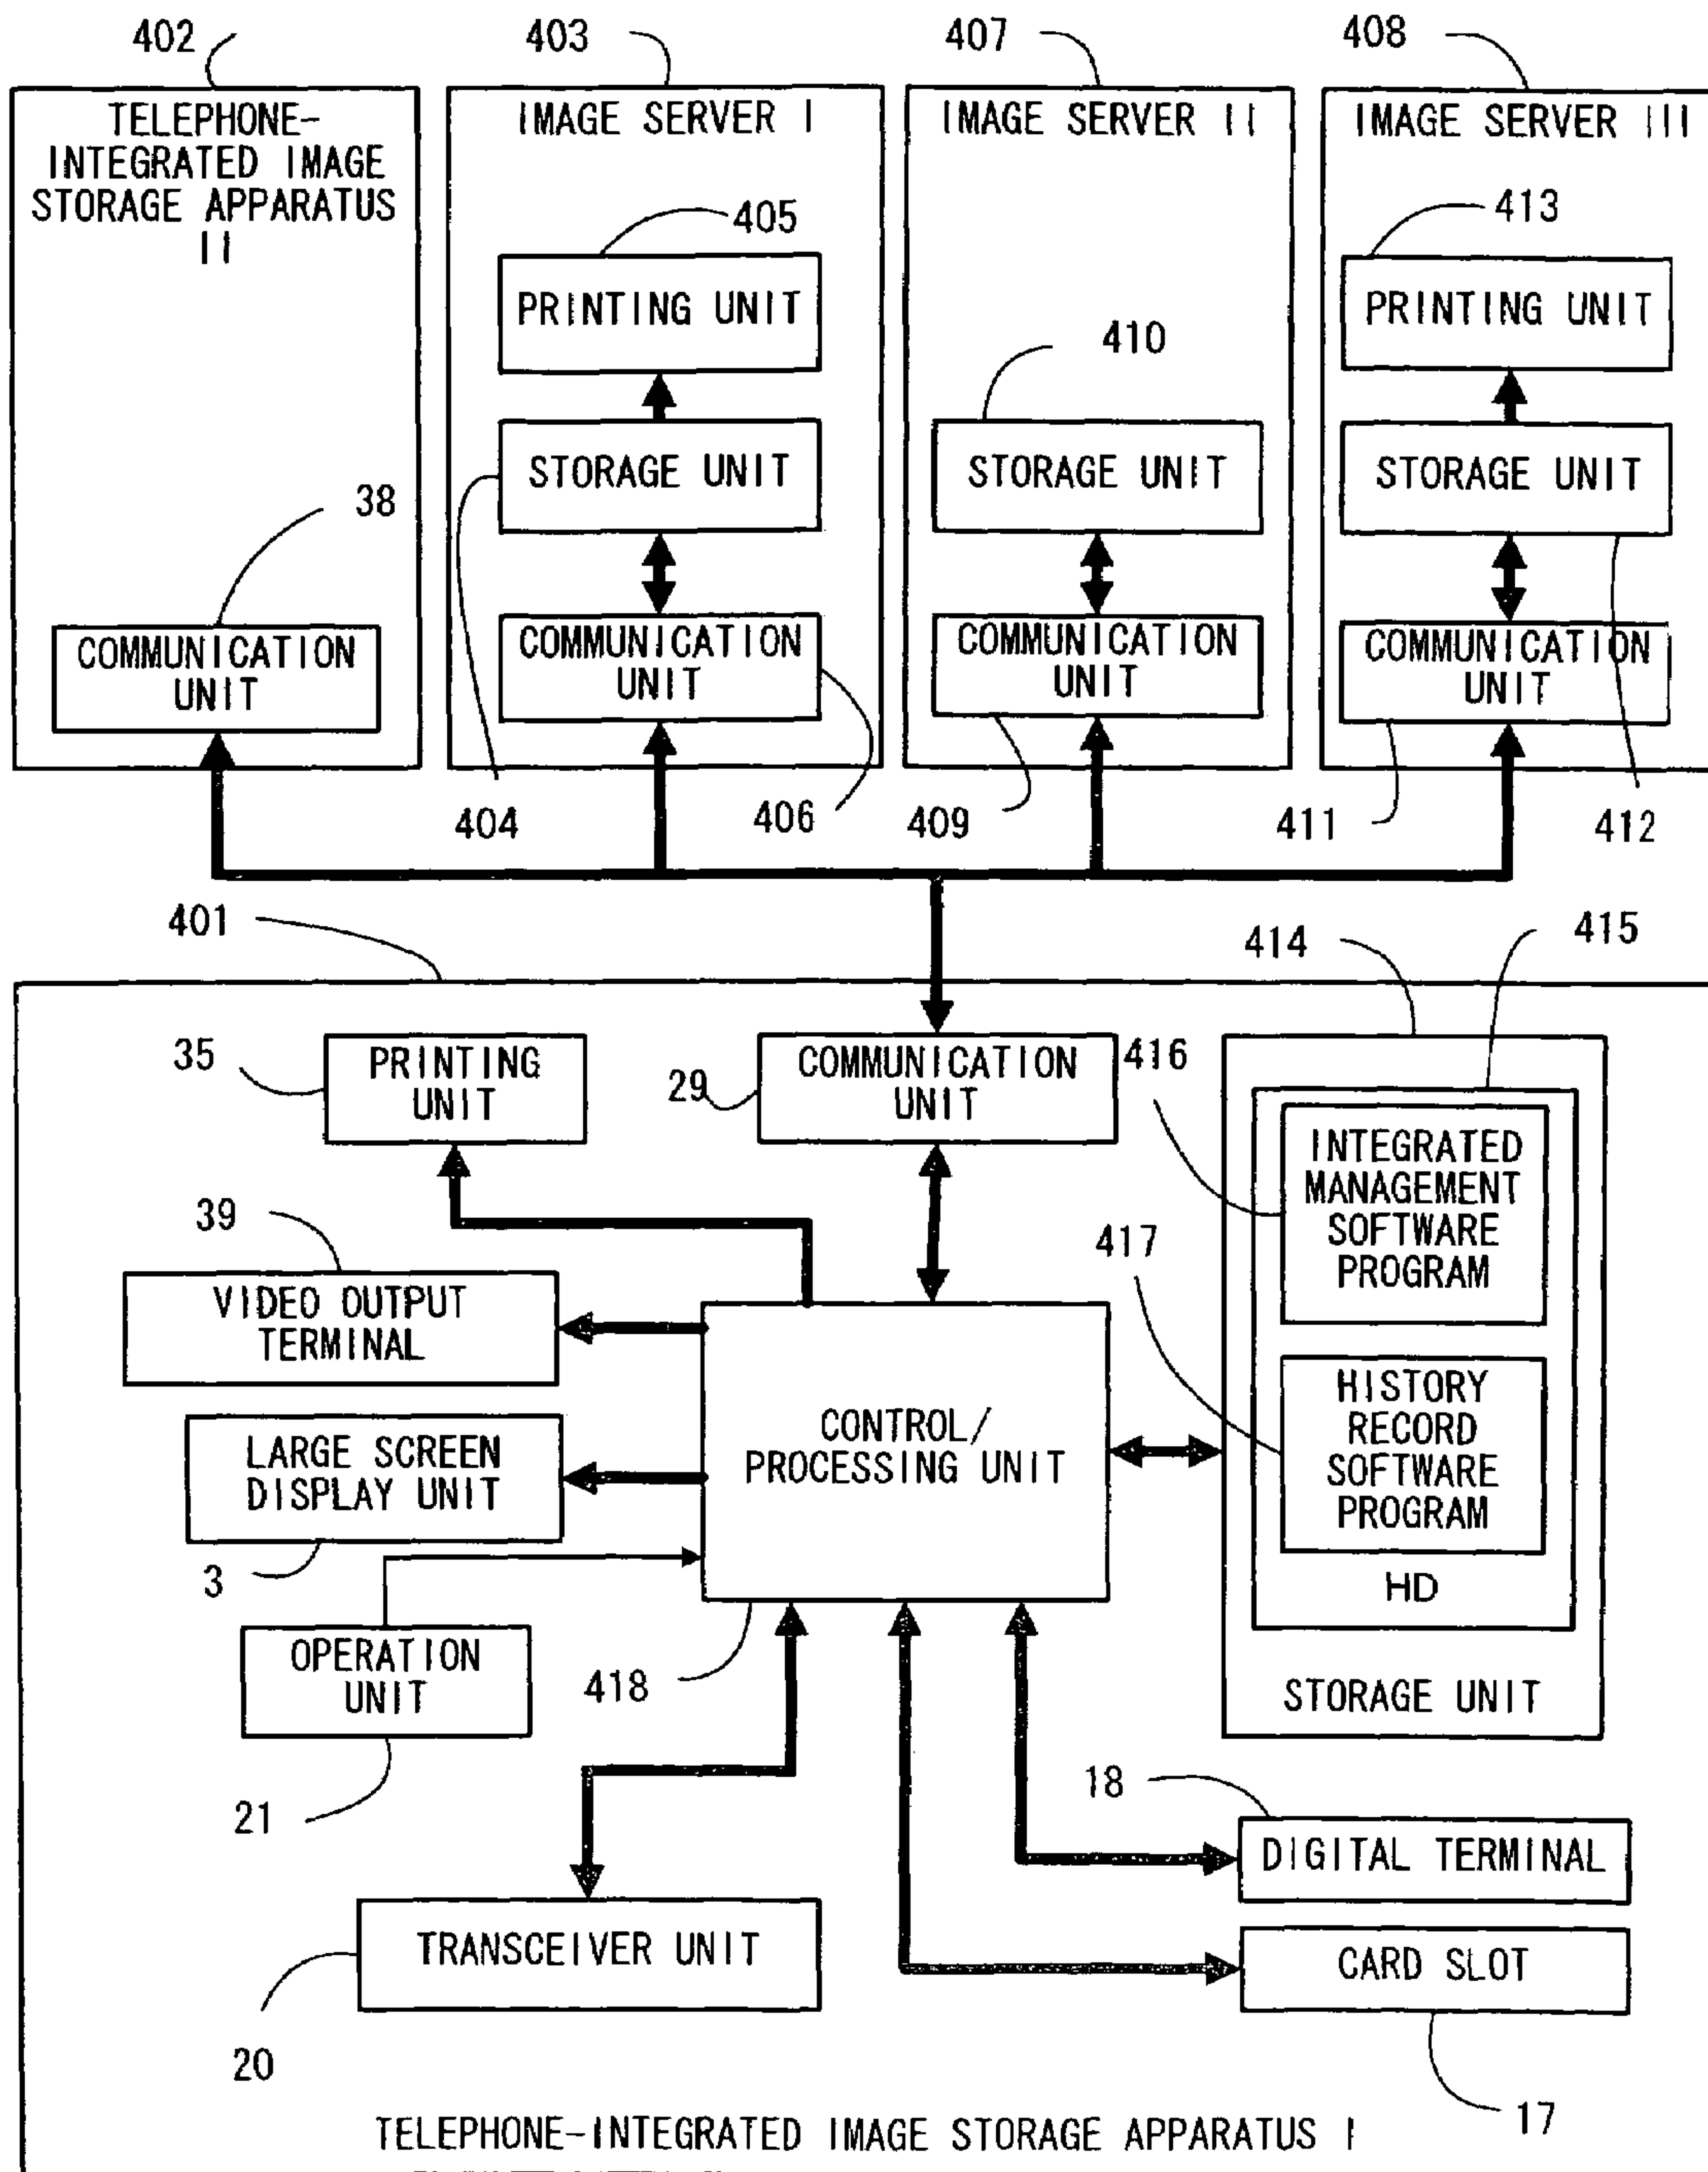 402
403
407
408
TELEPHONE-
INTEGRATED IMAGE
STORAGE APPARATUS
II
IMAGE SERVER I
IMAGE SERVER II
IMAGE SERVER III
405
PRINTING UNIT
413
PRINTING UNIT
410
STORAGE UNIT
STORAGE UNIT
STORAGE UNIT
38
COMMUNICATION
UNIT
COMMUNICATION
UNIT
COMMUNICATION
UNIT
COMMUNICATION
UNIT
404
406
409
411
412
401
414
415
35
PRINTING
UNIT
29
COMMUNICATION
UNIT
416
INTEGRATED
MANAGEMENT
SOFTWARE
PROGRAM
39
VIDEO OUTPUT
TERMINAL
417
HISTORY
RECORD
SOFTWARE
PROGRAM
HD
STORAGE UNIT
CONTROL/
PROCESSING UNIT
LARGE SCREEN
DISPLAY UNIT
3
OPERATION
UNIT
418
21
18
DIGITAL TERMINAL
TRANSCEIVER UNIT
CARD SLOT
20
17
TELEPHONE-INTEGRATED IMAGE STORAGE APPARATUS I